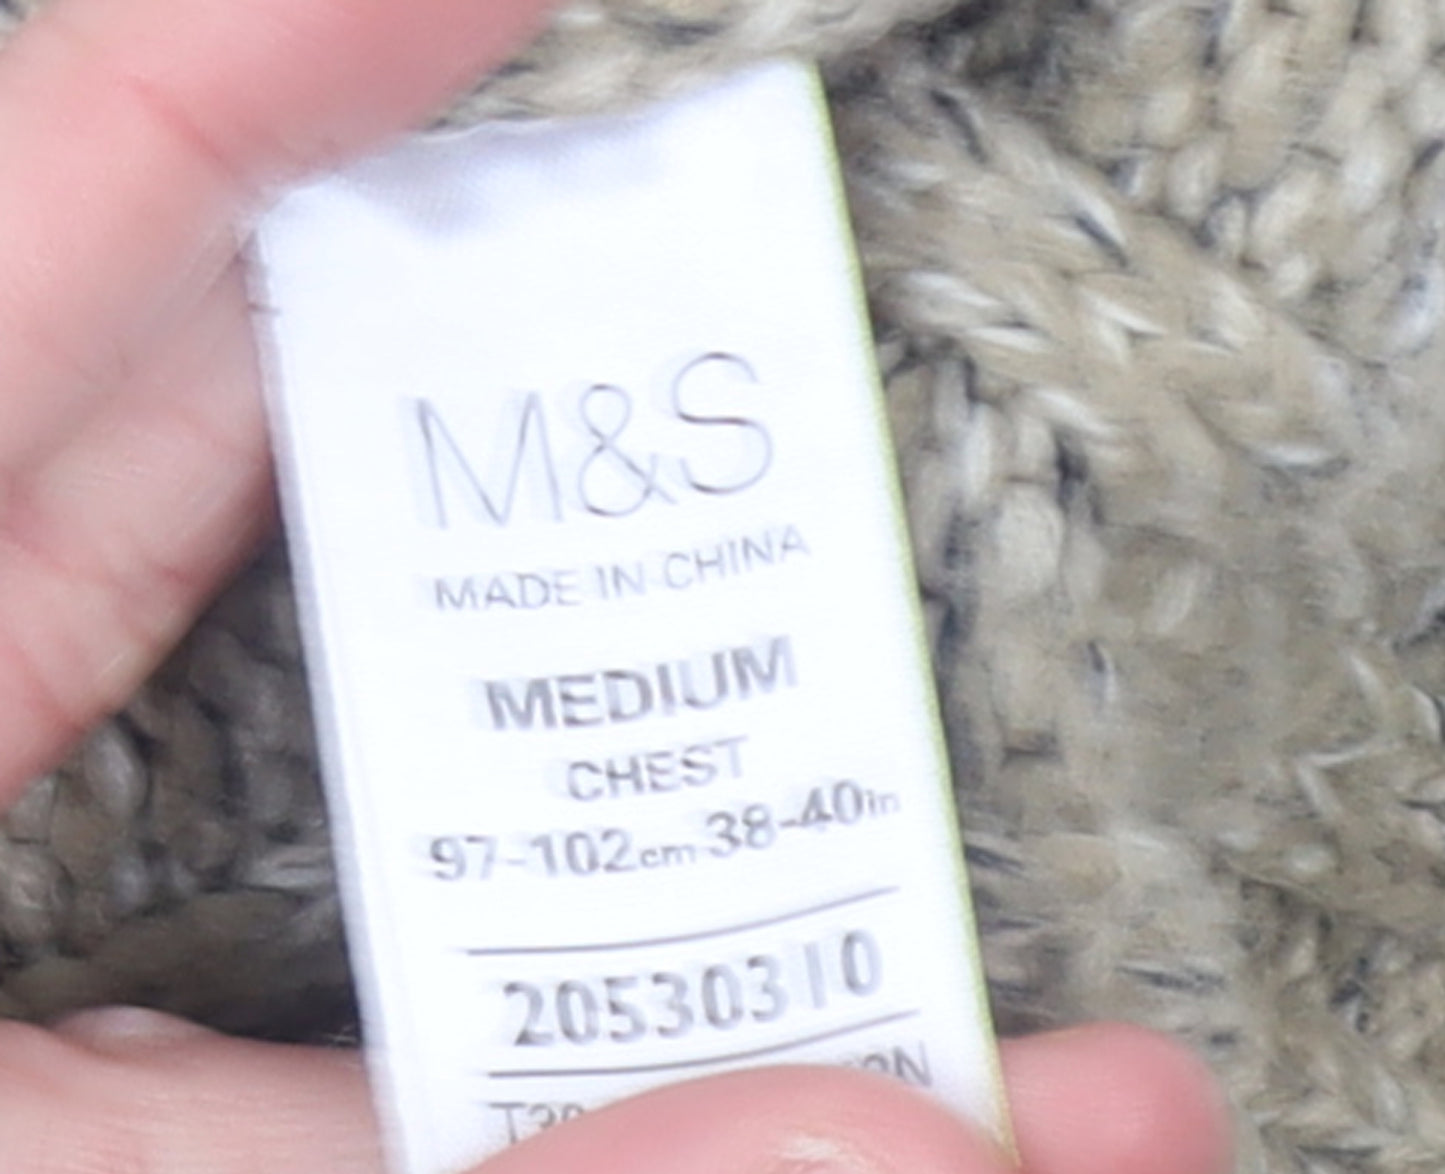 M&S
MADE IN CHINA
MEDIUM
CHEST
97-102cm 38-40in
20530310